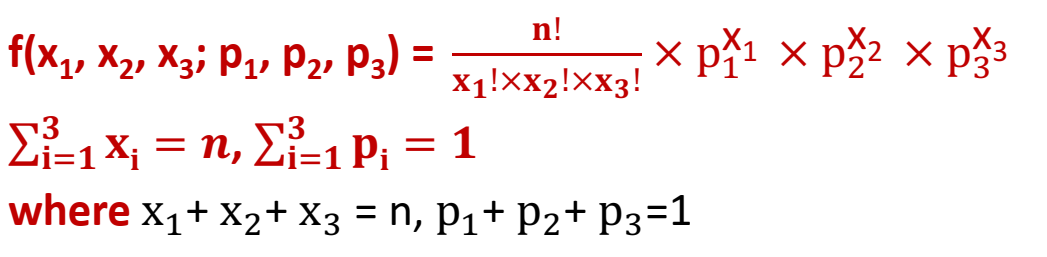 f(x₁, x₂, x₃; p₁, p₂, p₃) = n!/(x₁!×x₂!×x₃!) × p₁^x₁ × p₂^x₂ × p₃^x₃
∑³ᵢ₌₁ xᵢ = n, ∑³ᵢ₌₁ pᵢ = 1
where x₁+ x₂+ x₃ = n, p₁+ p₂+ p₃=1